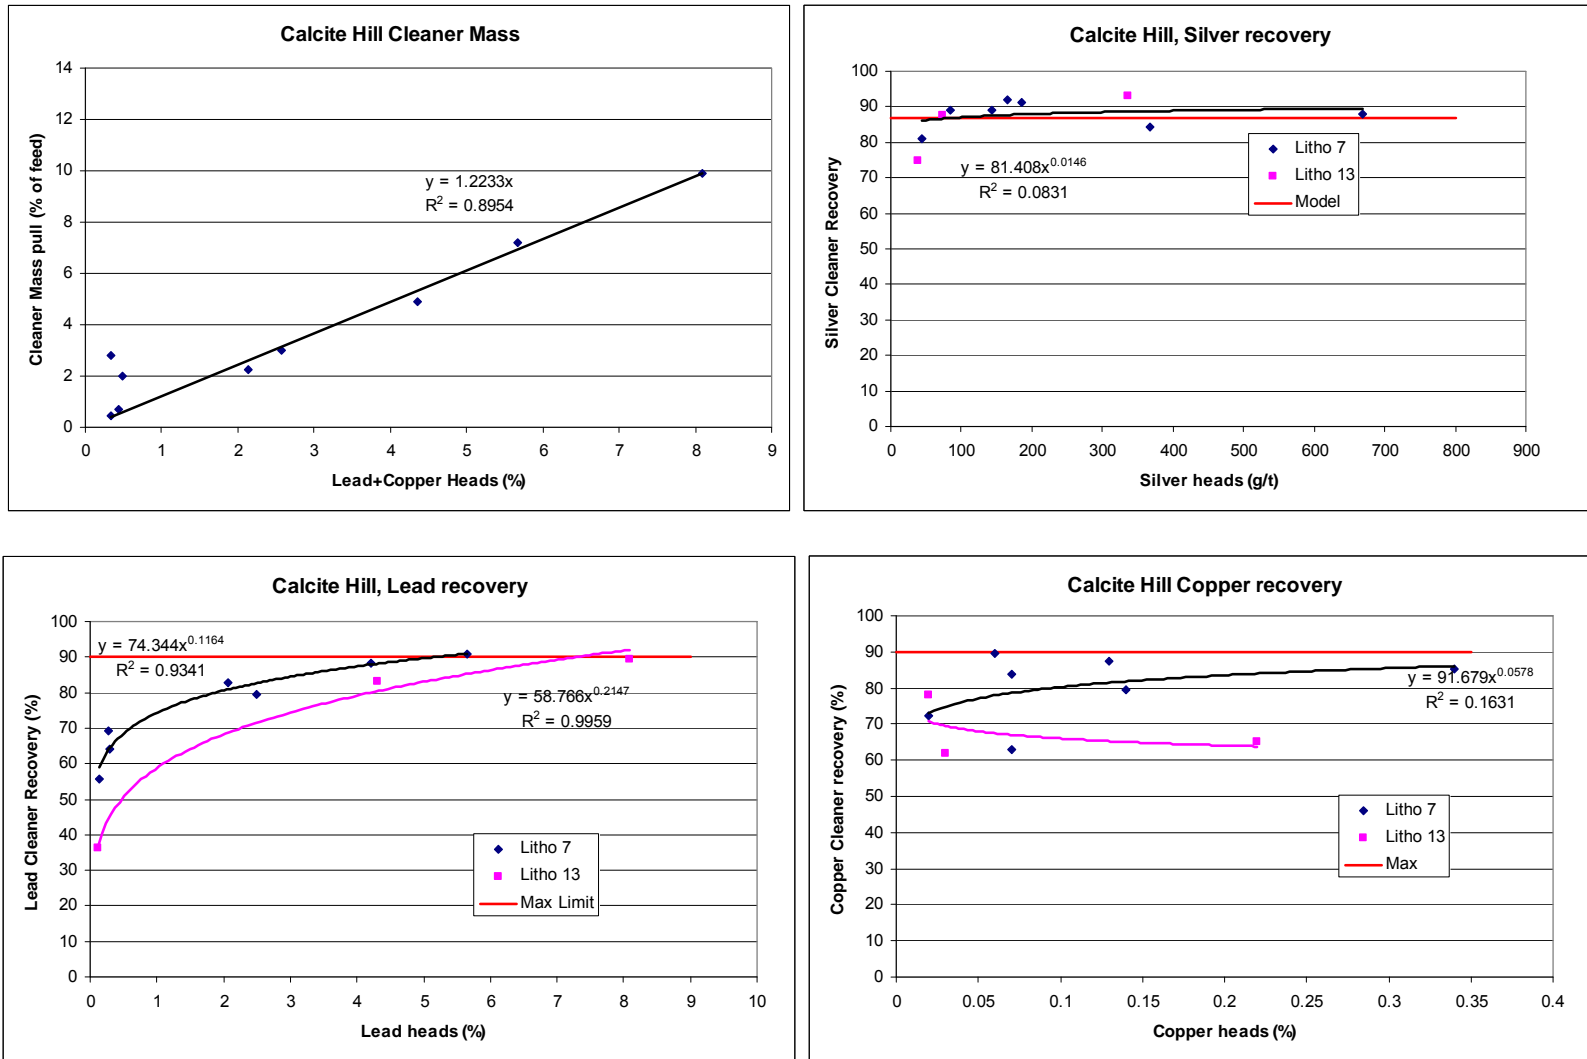 Calcite Hill Cleaner Mass
14
12
10
8
6
4
2
0
y = 1.2233x
R² = 0.8954
0 1 2 3 4 5 6 7 8 9
Cleaner Mass pull (% of feed)
Lead+Copper Heads (%)
Calcite Hill, Silver recovery
100
90
80
70
60
50
40
30
20
10
0
y = 81.408x^0.0146
R² = 0.0831
Litho 7
Litho 13
Model
0 100 200 300 400 500 600 700 800 900
Silver Cleaner Recovery
Silver heads (g/t)
Calcite Hill, Lead recovery
100
90
80
70
60
50
40
30
20
10
0
y = 74.344x^0.1164
R² = 0.9341
y = 58.766x^0.2147
R² = 0.9959
Litho 7
Litho 13
Max Limit
0 1 2 3 4 5 6 7 8 9 10
Lead Cleaner Recovery (%)
Lead heads (%)
Calcite Hill Copper recovery
100
90
80
70
60
50
40
30
20
10
0
y = 91.679x^0.0578
R² = 0.1631
Litho 7
Litho 13
Max
0 0.05 0.1 0.15 0.2 0.25 0.3 0.35 0.4
Copper Cleaner recovery (%)
Copper heads (%)